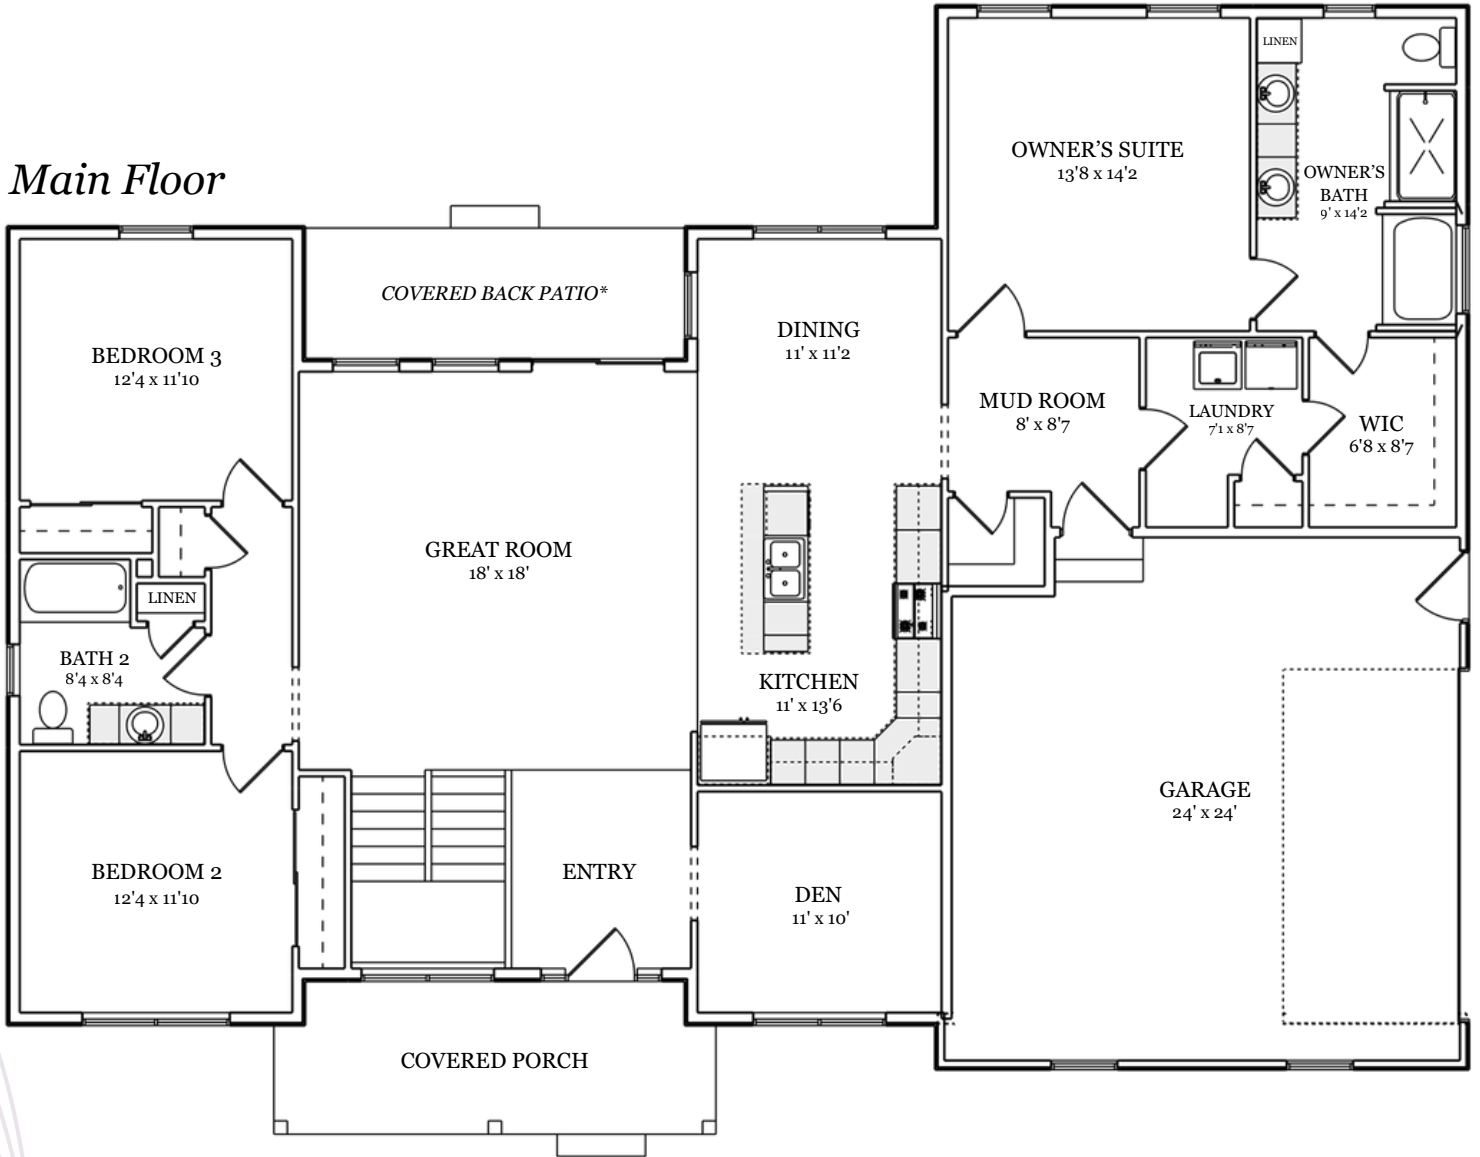 Main Floor
LINEN
OWNER'S SUITE
13'8 x 14'2
OWNER'S
BATH
9' x 14'2
COVERED BACK PATIO*
BEDROOM 3
12'4 x 11'10
DINING
11' x 11'2
MUD ROOM
8' x 8'7
LAUNDRY
7'1 x 8'7
WIC
6'8 x 8'7
GREAT ROOM
18' x 18'
LINEN
BATH 2
8'4 x 8'4
KITCHEN
11' x 13'6
GARAGE
24' x 24'
BEDROOM 2
12'4 x 11'10
ENTRY
DEN
11' x 10'
COVERED PORCH